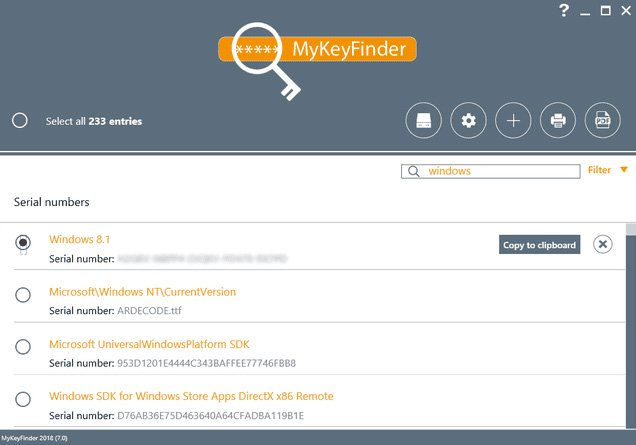 ?
***** MyKeyFinder
Select all 233 entries
PDF
windows
Filter
Serial numbers
Windows 8.1
Serial number:
Copy to clipboard
Microsoft\Windows NT\CurrentVersion
Serial number: ARDECODE.ttf
Microsoft UniversalWindowsPlatform SDK
Serial number: 953D1201E4444C343BAFFEE77746FBB8
Windows SDK for Windows Store Apps DirectX x86 Remote
Serial number: D76AB36E75D463640A64CFADBA119B1E
MyKeyFinder 2018 (7.0)